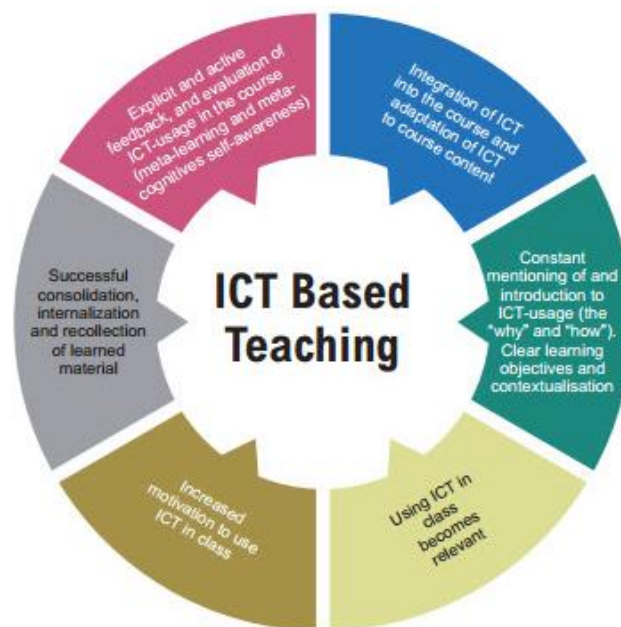 Explicit and active
feedback, and evaluation of
ICT-usage in the course
(meta-learning and meta-
cognitives self-awareness)
Integration of ICT
into the course and
adaptation of ICT
to course content
Constant
mentioning of and
introduction to
ICT-usage (the
“why” and “how”).
Clear learning
objectives and
contextualisation
Using ICT in
class
becomes
relevant
Increased
motivation to use
ICT in class
Successful
consolidation,
internalization
and recollection
of learned
material
ICT Based
Teaching